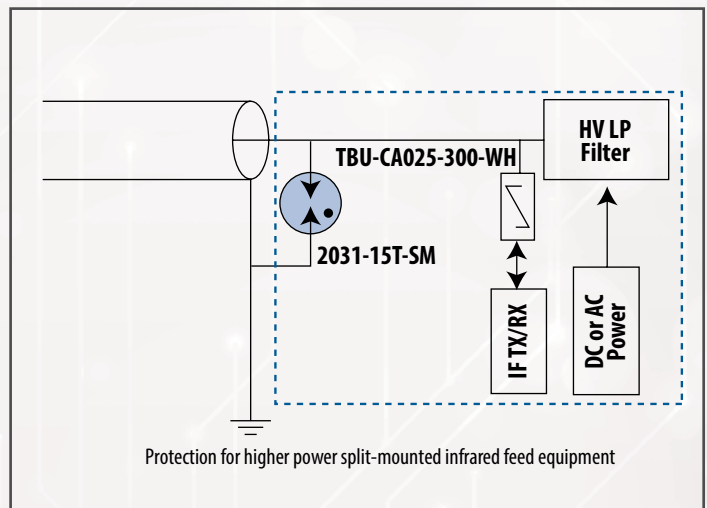 HV LP
Filter
TBU-CA025-300-WH
2031-15T-SM
IF TX/RX
DC or AC
Power
Protection for higher power split-mounted infrared feed equipment